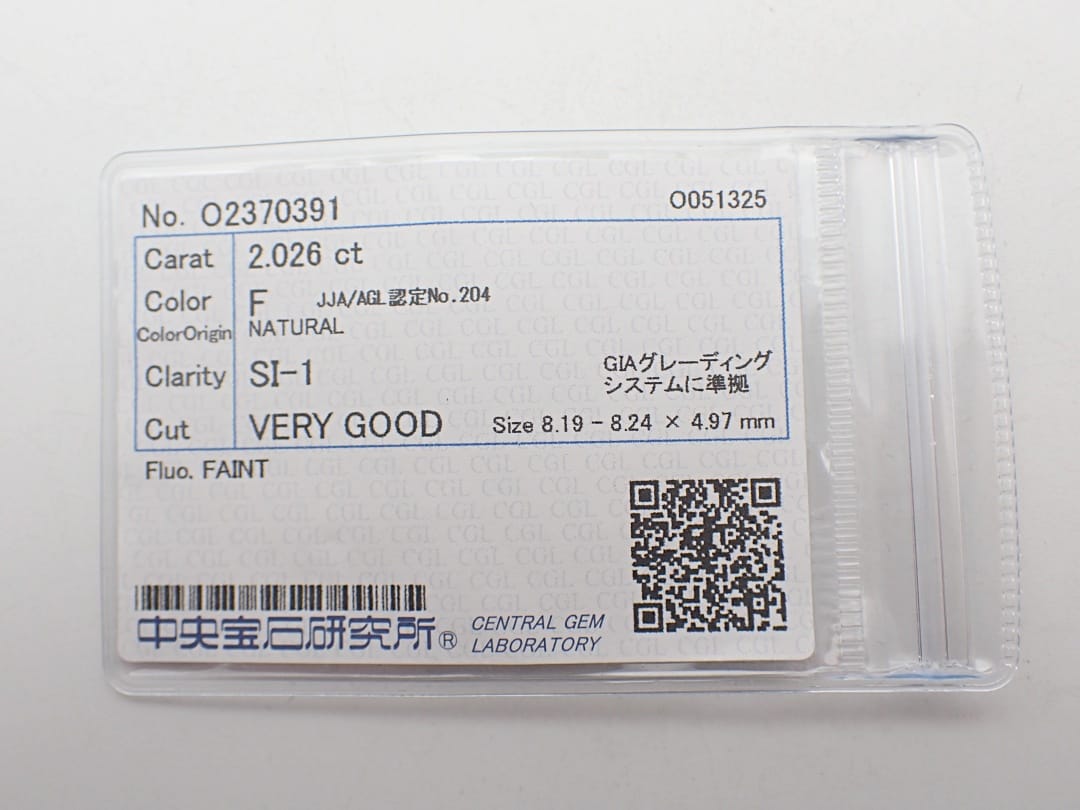 No. O2370391
O051325
Carat 2.026 ct
Color F JJA/AGL認定No.204
ColorOrigin NATURAL
Clarity SI-1
GIAグレーディング
システムに準拠
Cut VERY GOOD Size 8.19 - 8.24 × 4.97 mm
Fluo. FAINT
中央宝石研究所® CENTRAL GEM
LABORATORY